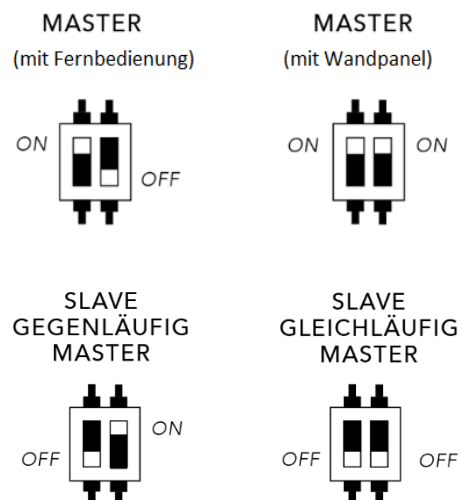 MASTER
(mit Fernbedienung)
ON
OFF
MASTER
(mit Wandpanel)
ON
ON
SLAVE
GEGENLÄUFIG
MASTER
OFF
ON
SLAVE
GLEICHLÄUFIG
MASTER
OFF
OFF